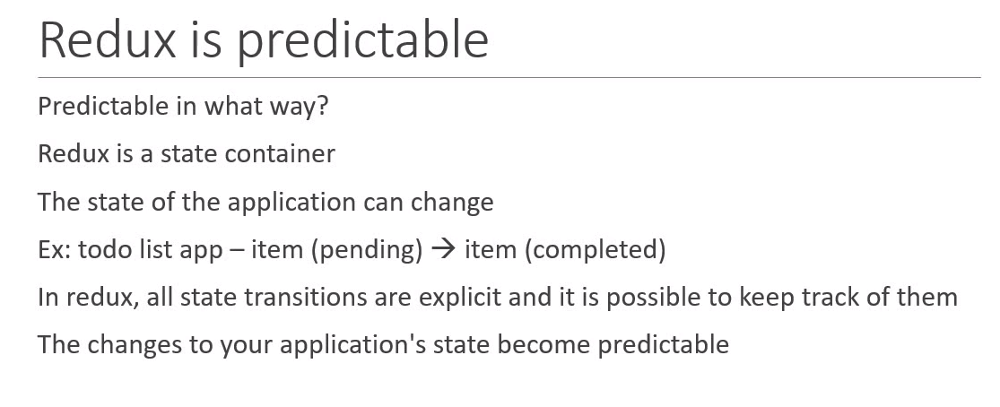 Redux is predictable
Predictable in what way?
Redux is a state container
The state of the application can change
Ex: todo list app – item (pending) → item (completed)
In redux, all state transitions are explicit and it is possible to keep track of them
The changes to your application's state become predictable